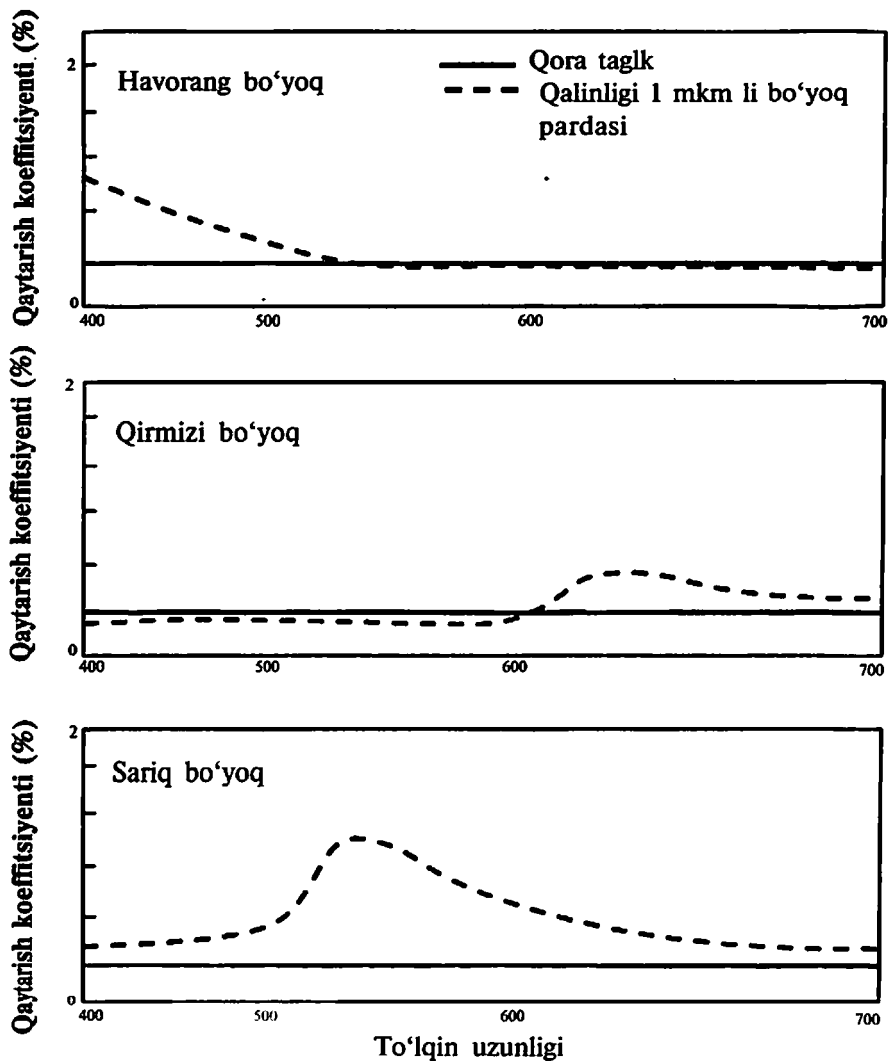 Qaytarish koeffitsiyenti (%)
2
0
Havorang bo‘yoq
Qora taglk
Qalinligi 1 mkm li bo‘yoq
pardasi
400 500 600 700
Qaytarish koeffitsiyenti (%)
2
0
Qirmizi bo‘yoq
400 500 600 700
Qaytarish koeffitsiyenti (%)
2
0
Sariq bo‘yoq
400 500 600 700
To‘lqin uzunligi